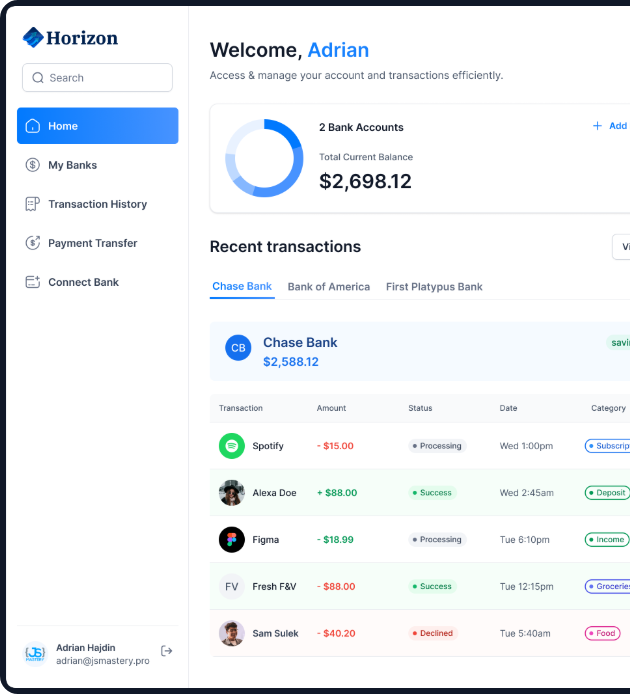 Horizon
Search
Home
My Banks
Transaction History
Payment Transfer
Connect Bank
Adrian Hajdin
adrian@jsmastery.pro
Welcome, Adrian
Access & manage your account and transactions efficiently.
2 Bank Accounts
+ Add
Total Current Balance
$2,698.12
Recent transactions
Chase Bank Bank of America First Platypus Bank
CB
Chase Bank
$2,588.12
Transaction Amount Status Date Category
Spotify - $15.00 Processing Wed 1:00pm Subscrip
Alexa Doe + $88.00 Success Wed 2:45am Deposit
Figma - $18.99 Processing Tue 6:10pm Income
FV Fresh F&V - $88.00 Success Tue 12:15pm Groceries
Sam Sulek - $40.20 Declined Tue 5:40am Food